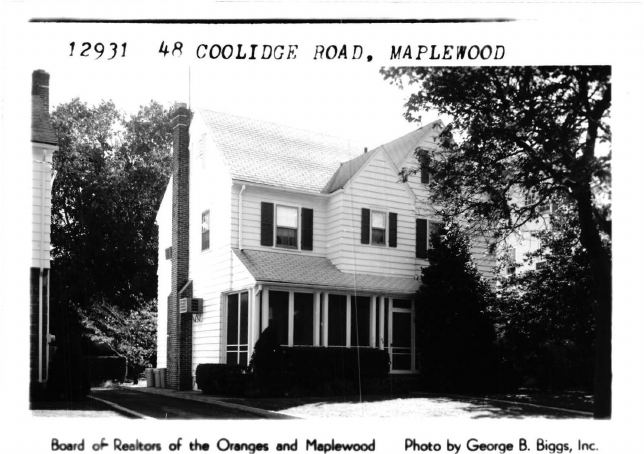 12931 48 COOLIDGE ROAD, MAPLEWOOD
Board of Realtors of the Oranges and Maplewood Photo by George B. Biggs, Inc.